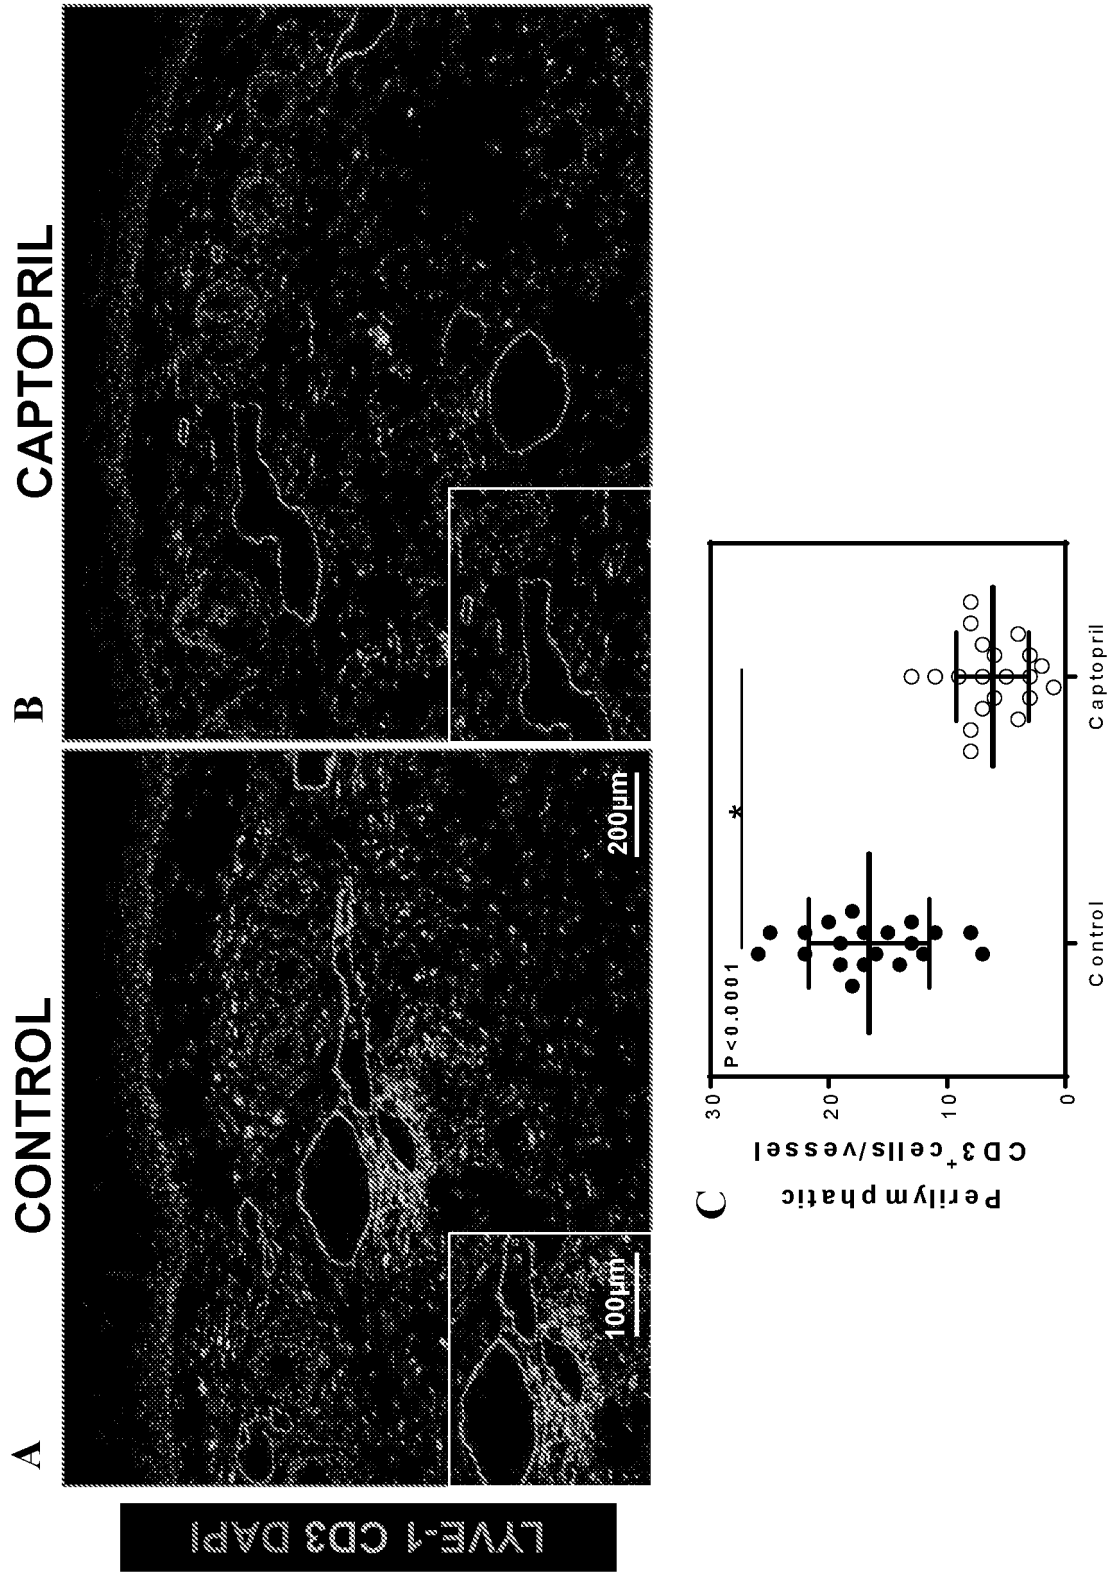 A
CONTROL
B
CAPTOPRIL
LYVE-1 CD3 DAPI
100µm
200µm
C
Perilymphatic
CD3+cells/vessel
30
20
10
0
P<0.0001
*
Control
Captopril